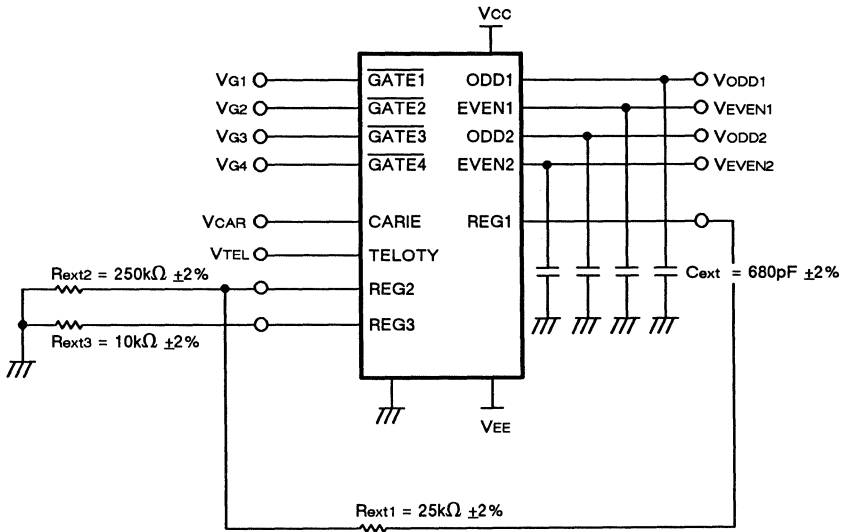 VCC
VG1 GATE1 ODD1 VODD1
VG2 GATE2 EVEN1 VEVEN1
VG3 GATE3 ODD2 VODD2
VG4 GATE4 EVEN2 VEVEN2
VCAR CARIE REG1
VTEL TELOTY
Rext2 = 250kΩ ±2%
REG2
Cext = 680pF ±2%
REG3
Rext3 = 10kΩ ±2%
VEE
Rext1 = 25kΩ ±2%